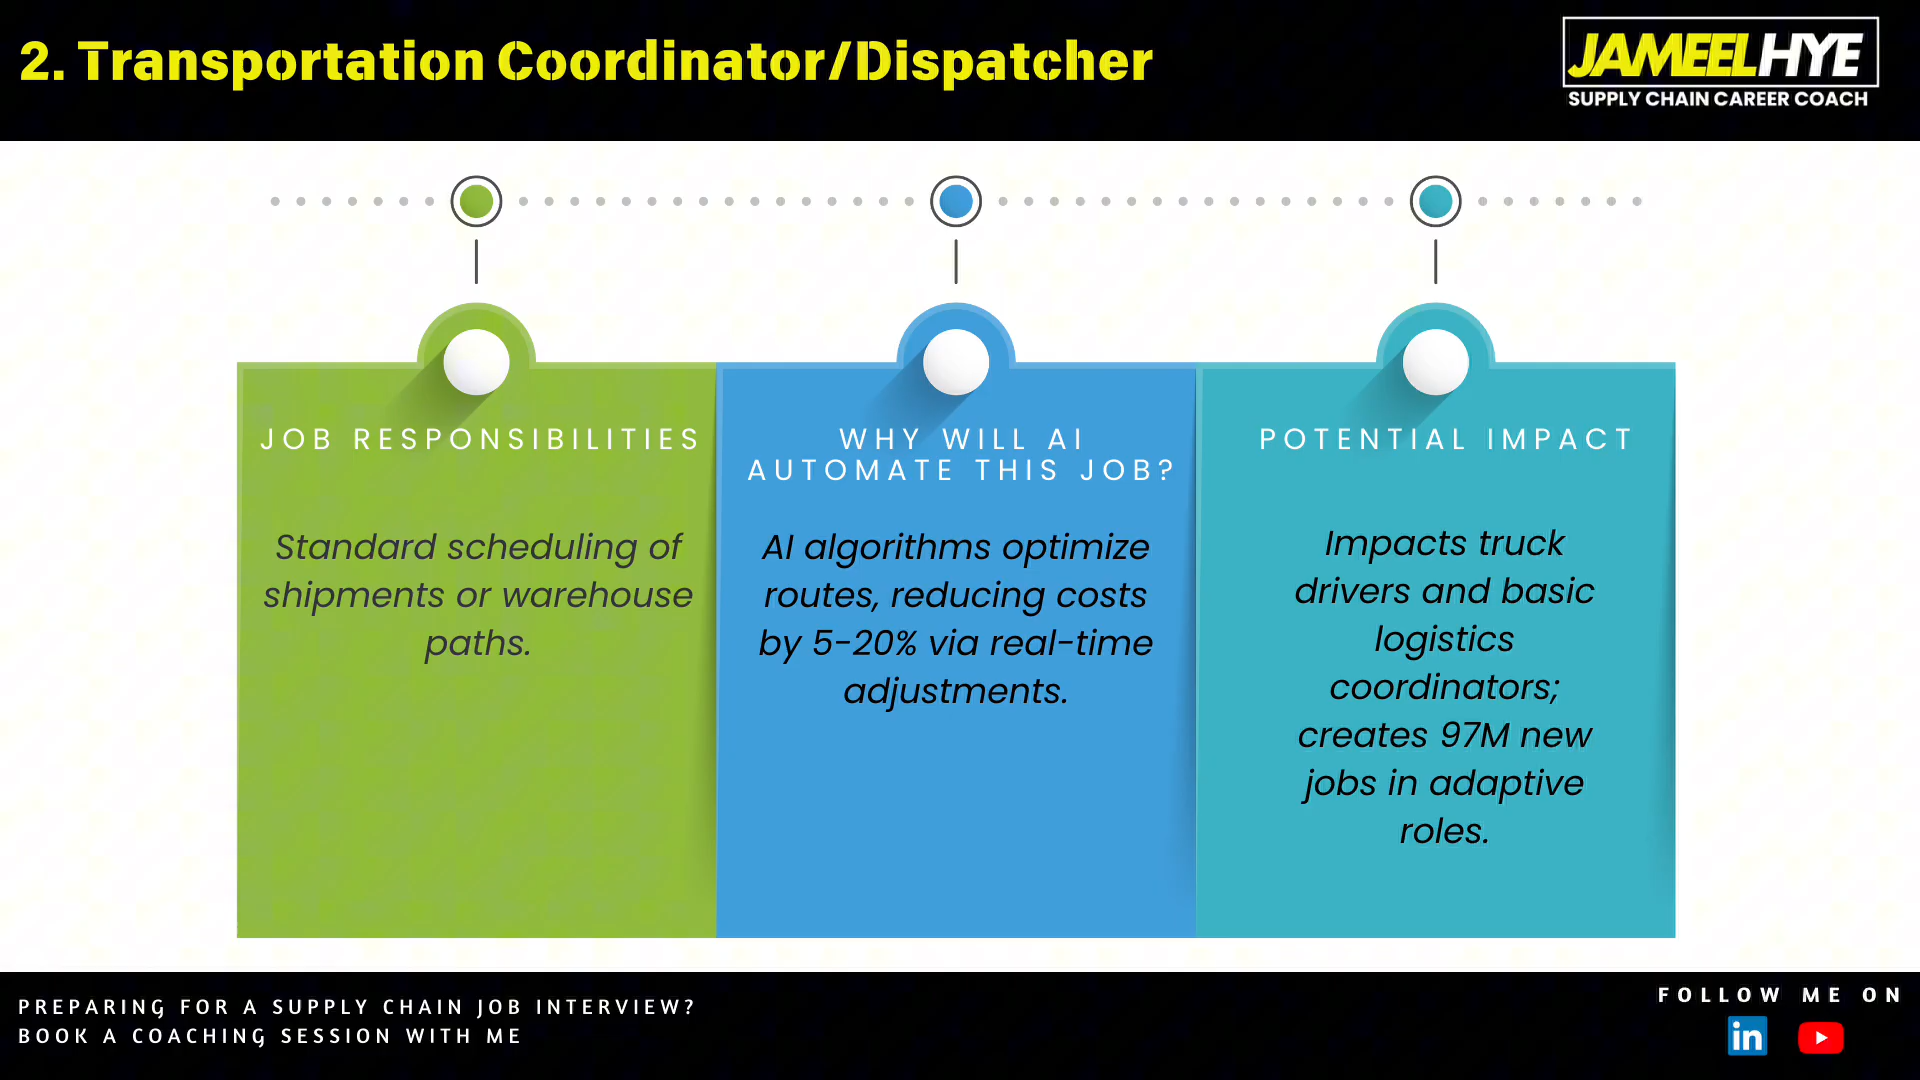 2. Transportation Coordinator/Dispatcher
JAMEELHYE
SUPPLY CHAIN CAREER COACH
JOB RESPONSIBILITIES
Standard scheduling of
shipments or warehouse
paths.
WHY WILL AI
AUTOMATE THIS JOB?
AI algorithms optimize
routes, reducing costs
by 5-20% via real-time
adjustments.
POTENTIAL IMPACT
Impacts truck
drivers and basic
logistics
coordinators;
creates 97M new
jobs in adaptive
roles.
PREPARING FOR A SUPPLY CHAIN JOB INTERVIEW?
BOOK A COACHING SESSION WITH ME
FOLLOW ME ON
in